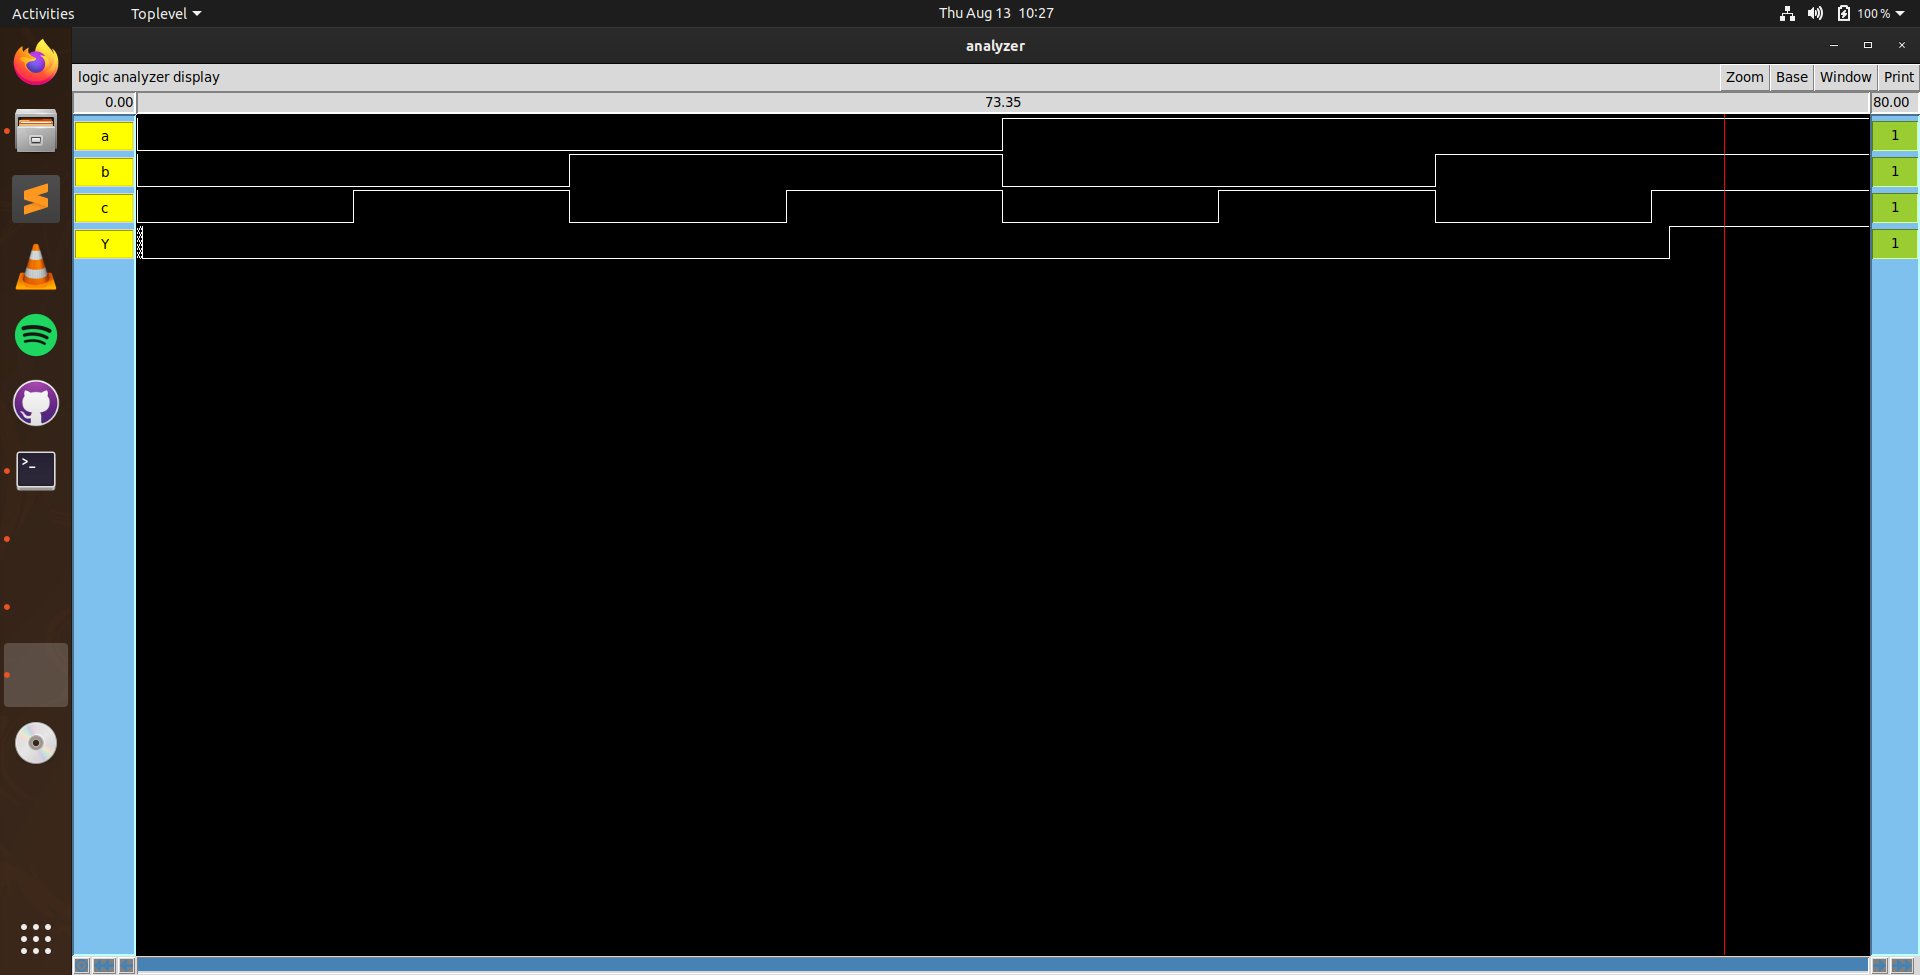 Activities Toplevel Thu Aug 13 10:27 100 %
analyzer
logic analyzer display Zoom Base Window Print
0.00 73.35 80.00
a 1
b 1
c 1
Y 1
>_